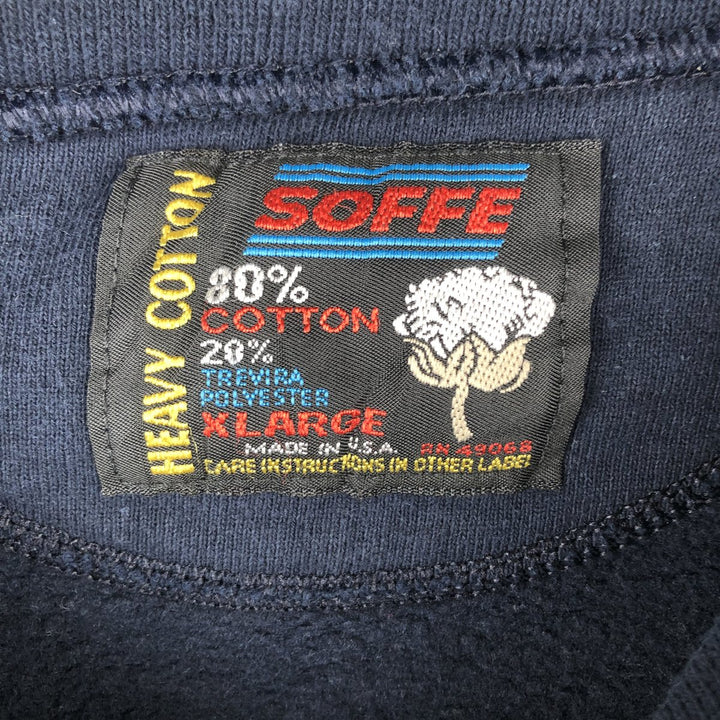 HEAVY COTTON
SOFFE
80%
COTTON
20%
TREVIRA
POLYESTER
XLARGE
MADE IN U.S.A. RN 49068
CARE INSTRUCTIONS IN OTHER LABEL